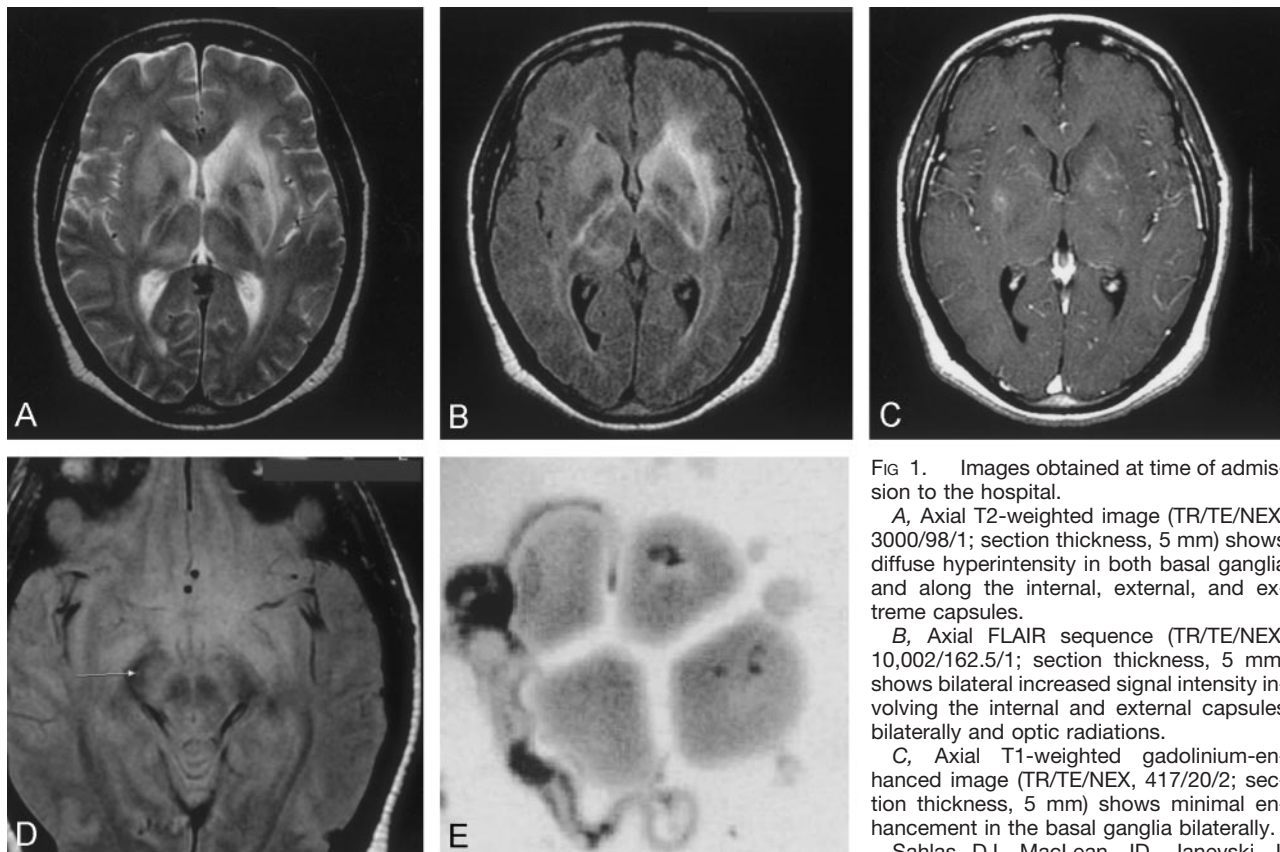 A
B
C
D
E
FIG 1. Images obtained at time of admis-
sion to the hospital.
A, Axial T2-weighted image (TR/TE/NEX,
3000/98/1; section thickness, 5 mm) shows
diffuse hyperintensity in both basal ganglia
and along the internal, external, and ex-
treme capsules.
B, Axial FLAIR sequence (TR/TE/NEX,
10,002/162.5/1; section thickness, 5 mm)
shows bilateral increased signal intensity in-
volving the internal and external capsules
bilaterally and optic radiations.
C, Axial T1-weighted gadolinium-en-
hanced image (TR/TE/NEX, 417/20/2; sec-
tion thickness, 5 mm) shows minimal en-
hancement in the basal ganglia bilaterally.